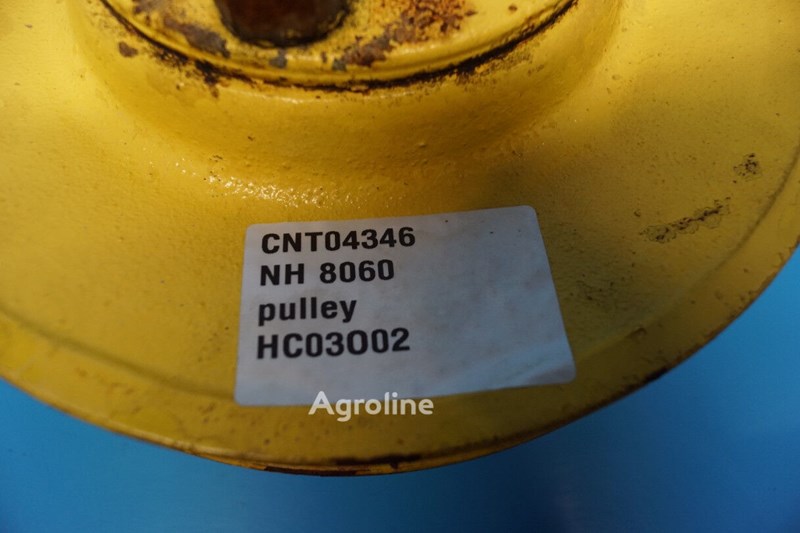 CNT04346
NH 8060
pulley
HC03O02
Agroline